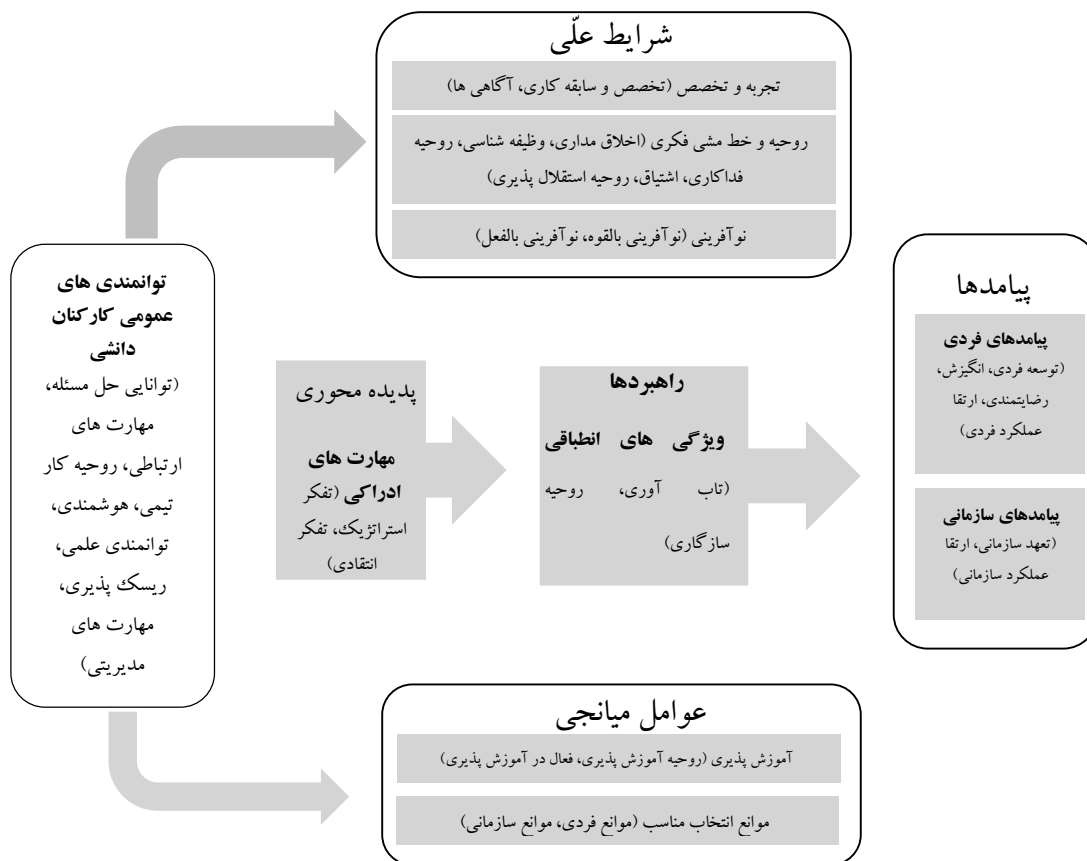 شرایط علّی
تجربه و تخصص (تخصص و سابقه کاری، آگاهی ها)
روحیه و خط مشی فکری (اخلاق مداری، وظیفه شناسی، روحیه
فداکاری، اشتیاق، روحیه استقلال پذیری)
نوآفرینی (نوآفرینی بالقوه، نوآفرینی بالفعل)
توانمندی های
عمومی کارکنان
دانشی
(توانایی حل مسئله،
مهارت های
ارتباطی، روحیه کار
تیمی، هوشمندی،
توانمندی علمی،
ریسک پذیری،
مهارت های
مدیریتی)
پدیده محوری
مهارت های
ادراکی (تفکر
استراتژیک، تفکر
انتقادی)
راهبردها
ویژگی های انطباقی
(تاب آوری، روحیه
سازگاری)
پیامدها
پیامدهای فردی
(توسعه فردی، انگیزش،
رضایتمندی، ارتقا
عملکرد فردی)
پیامدهای سازمانی
(تعهد سازمانی، ارتقا
عملکرد سازمانی)
عوامل میانجی
آموزش پذیری (روحیه آموزش پذیری، فعال در آموزش پذیری)
موانع انتخاب مناسب (موانع فردی، موانع سازمانی)